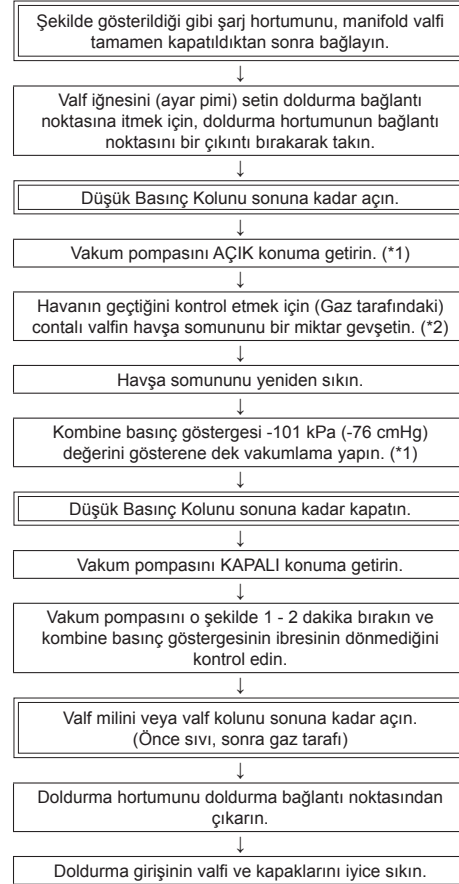 Şekilde gösterildiği gibi şarj hortumunu, manifold valfi
tamamen kapatıldıktan sonra bağlayın.
↓
Valf iğnesini (ayar pimi) setin doldurma bağlantı
noktasına itmek için, doldurma hortumunun bağlantı
noktasını bir çıkıntı bırakarak takın.
↓
Düşük Basınç Kolunu sonuna kadar açın.
↓
Vakum pompasını AÇIK konuma getirin. (*1)
↓
Havanın geçtiğini kontrol etmek için (Gaz tarafındaki)
contalı valfin havşa somununu bir miktar gevşetin. (*2)
↓
Havşa somununu yeniden sıkın.
↓
Kombine basınç göstergesi -101 kPa (-76 cmHg)
değerini gösterene dek vakumlama yapın. (*1)
↓
Düşük Basınç Kolunu sonuna kadar kapatın.
↓
Vakum pompasını KAPALI konuma getirin.
↓
Vakum pompasını o şekilde 1 - 2 dakika bırakın ve
kombine basınç göstergesinin ibresinin dönmediğini
kontrol edin.
↓
Valf milini veya valf kolunu sonuna kadar açın.
(Önce sıvı, sonra gaz tarafı)
↓
Doldurma hortumunu doldurma bağlantı noktasından
çıkarın.
↓
Doldurma girişinin valfi ve kapaklarını iyice sıkın.